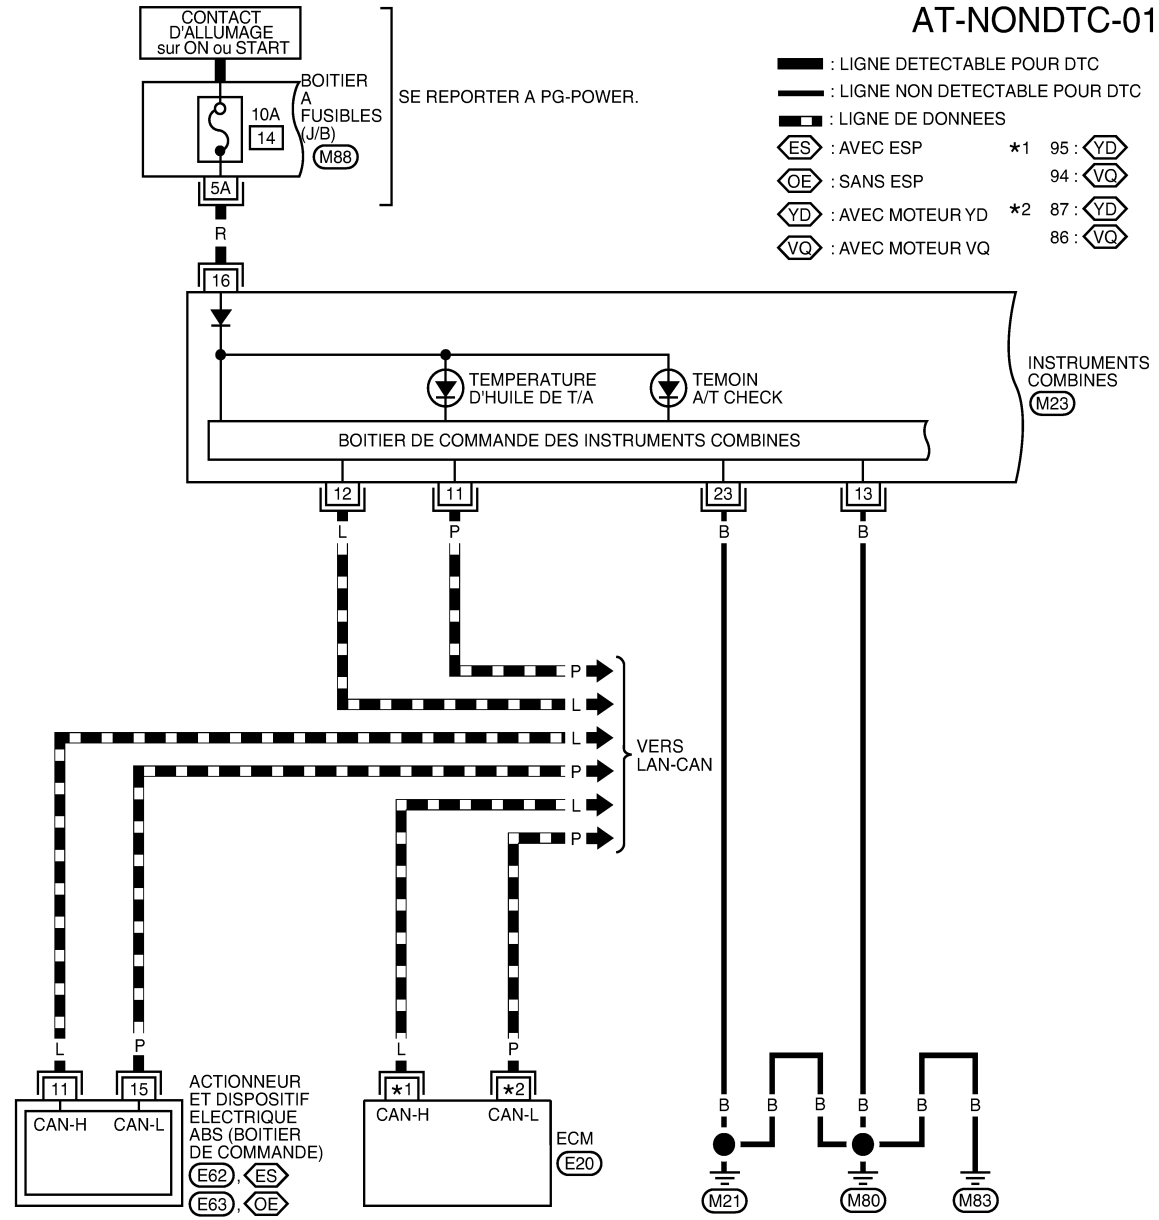 AT-NONDTC-01
CONTACT
D'ALLUMAGE
sur ON ou START
BOITIER
A
FUSIBLES
(J/B)
M88
10A
14
SE REPORTER A PG-POWER.
: LIGNE DETECTABLE POUR DTC
: LIGNE NON DETECTABLE POUR DTC
: LIGNE DE DONNEES
ES : AVEC ESP
OE : SANS ESP
YD : AVEC MOTEUR YD
VQ : AVEC MOTEUR VQ
*1 95 : YD
94 : VQ
*2 87 : YD
86 : VQ
5A
R
16
TEMPERATURE
D'HUILE DE T/A
TEMOIN
A/T CHECK
INSTRUMENTS
COMBINES
M23
BOITIER DE COMMANDE DES INSTRUMENTS COMBINES
12 11 23 13
L P B B
P
L
L
P
L
P
VERS
LAN-CAN
L P L P
11 15 *1 *2
CAN-H CAN-L
ACTIONNEUR
ET DISPOSITIF
ELECTRIQUE
ABS (BOITIER
DE COMMANDE)
E62 , ES
E63 , OE
CAN-H CAN-L
ECM
E20
B B B B B B
M21 M80 M83